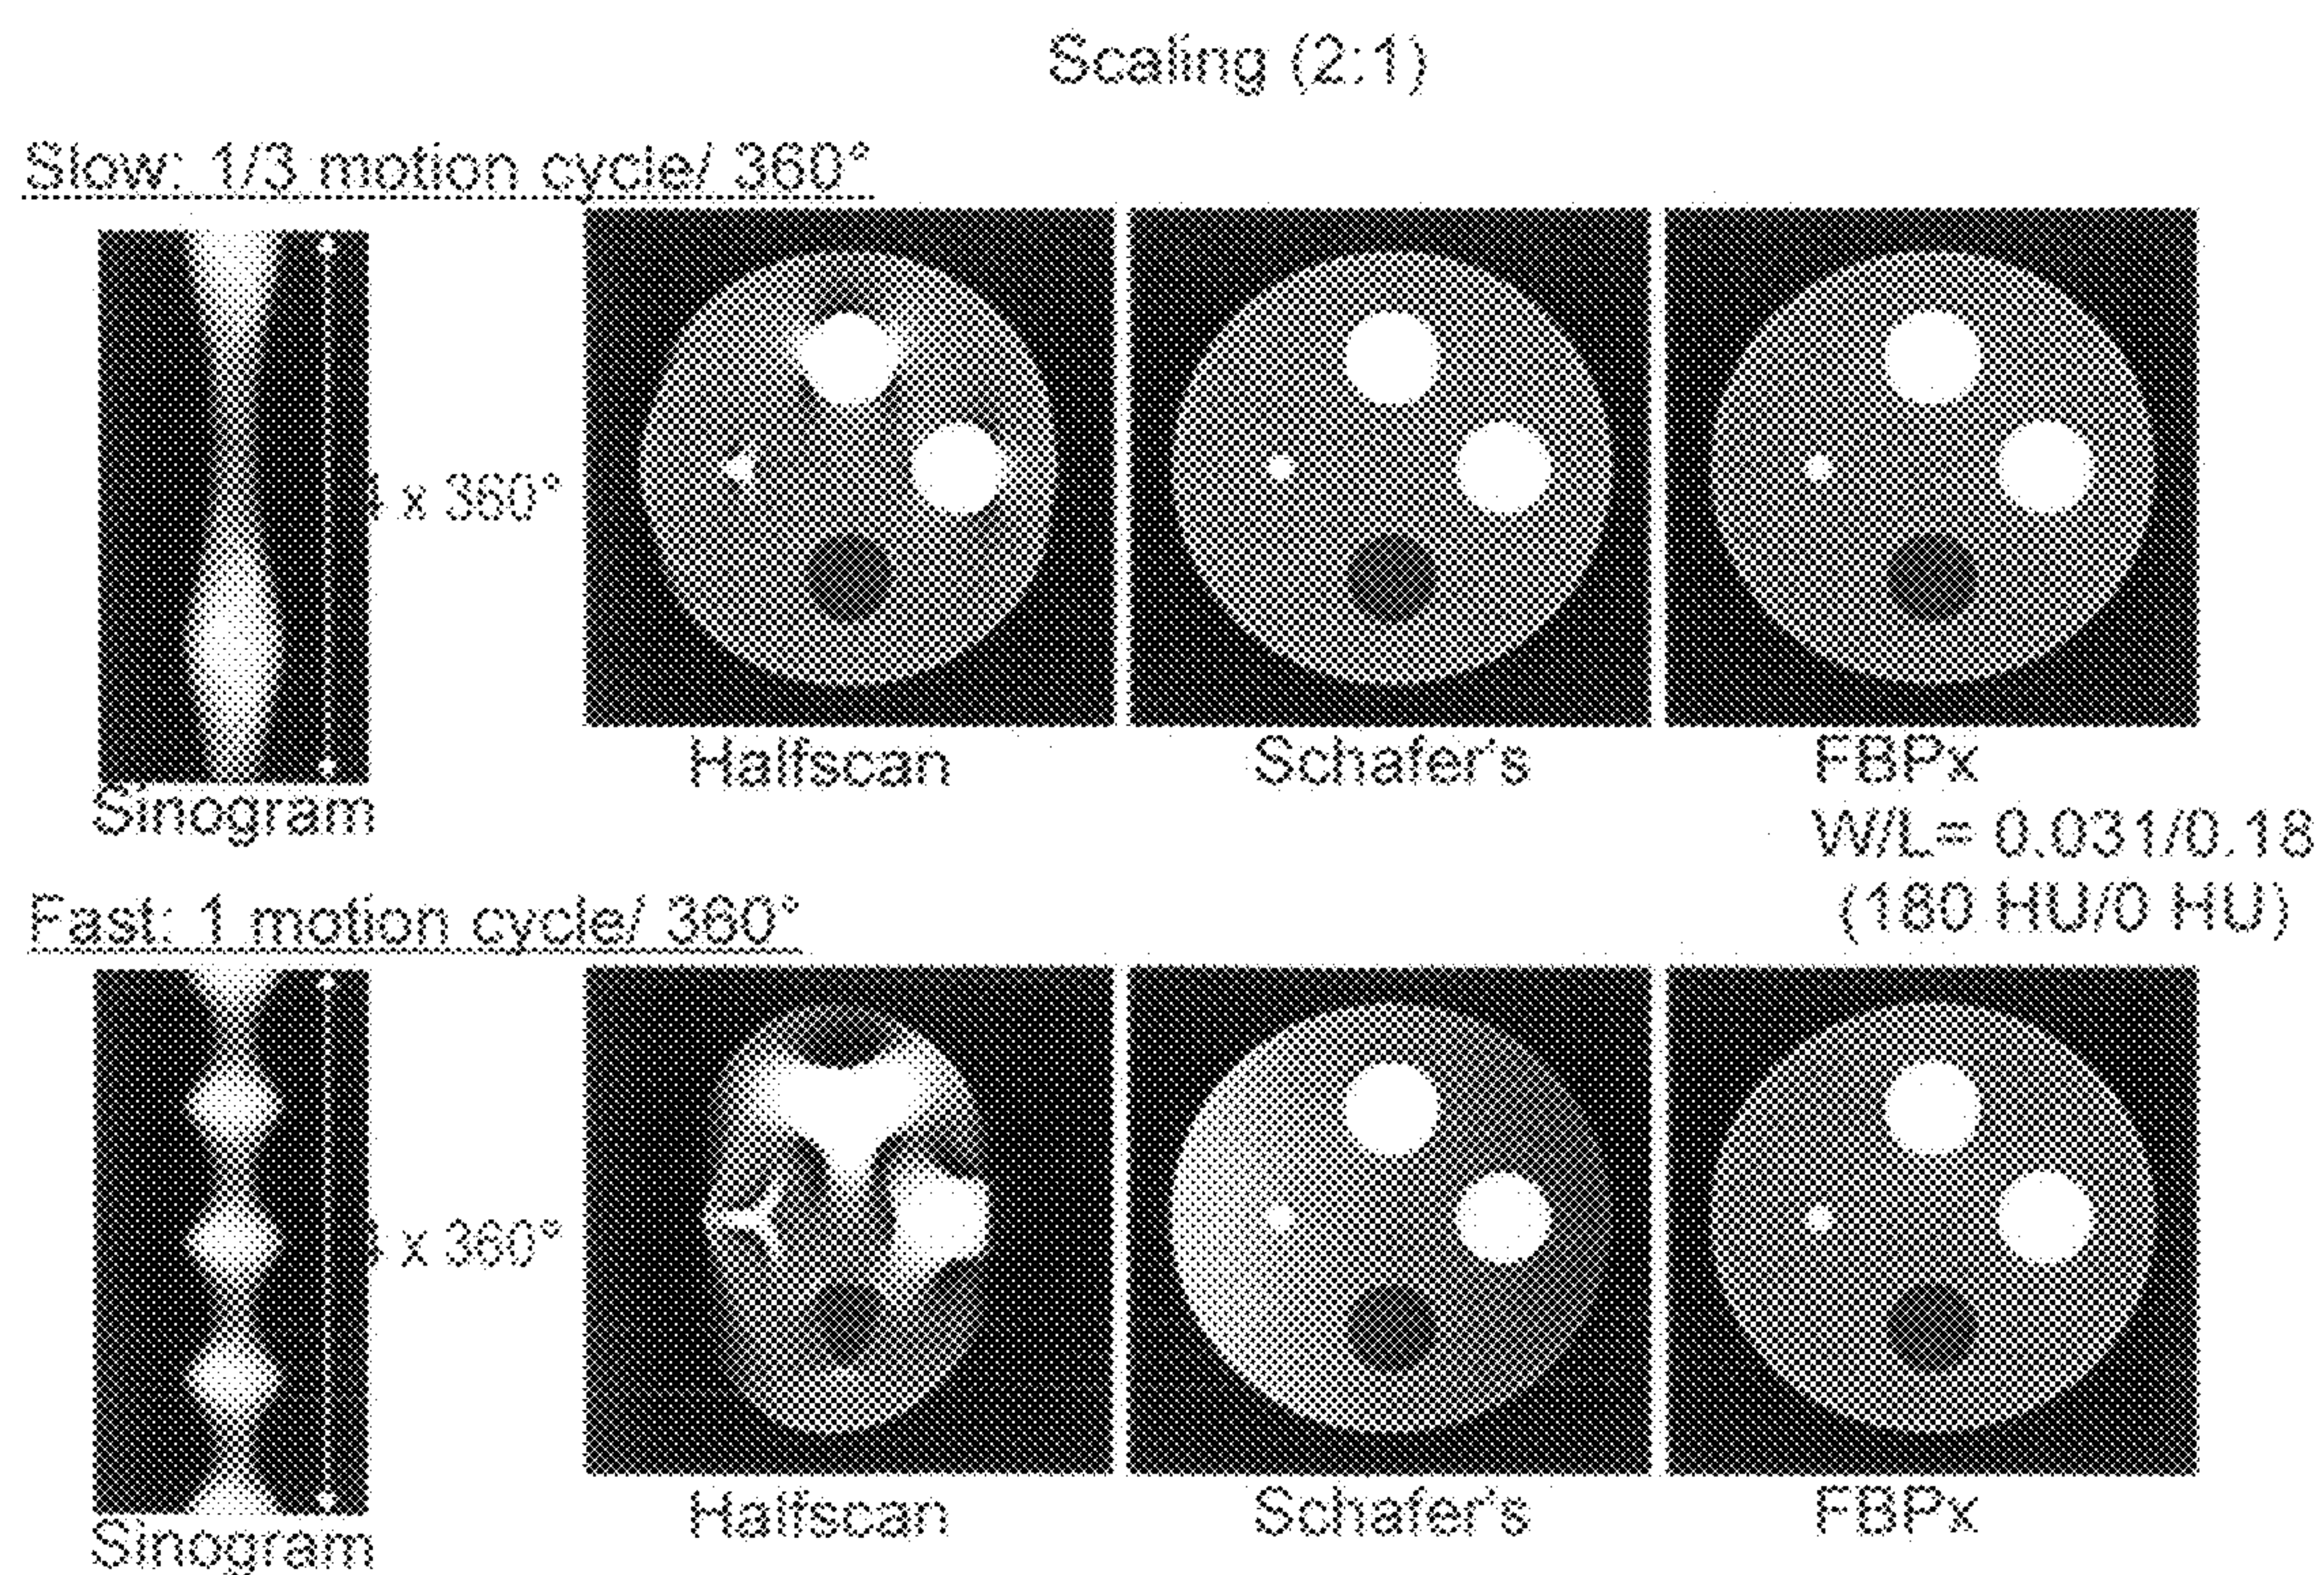 Scaling (2:1)
Slow: 1/3 motion cycle/ 360°
x 360°
Halfscan
Schafer's
FBPx
Sinogram
W/L= 0.031/0.18
(180 HU/0 HU)
Fast: 1 motion cycle/ 360°
x 360°
Halfscan
Schafer's
FBPx
Sinogram